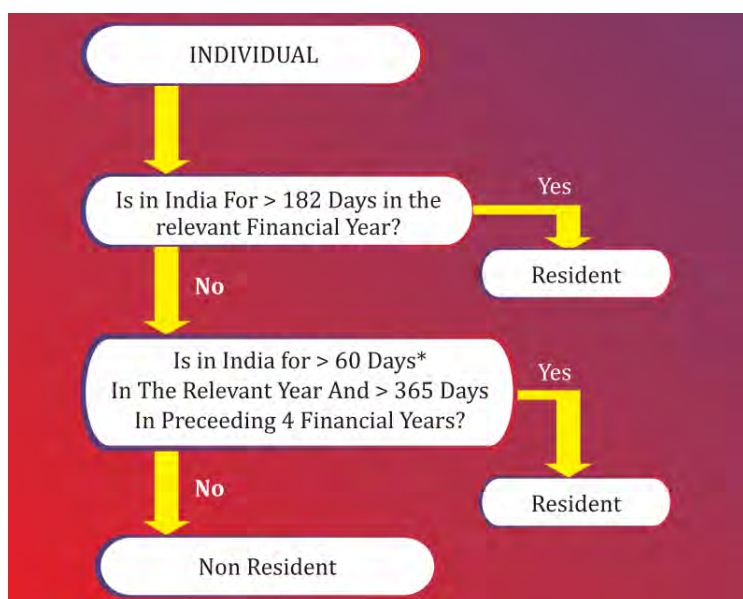 INDIVIDUAL
Is in India For > 182 Days in the
relevant Financial Year?
Yes
Resident
No
Is in India for > 60 Days*
In The Relevant Year And > 365 Days
In Preceeding 4 Financial Years?
Yes
Resident
No
Non Resident